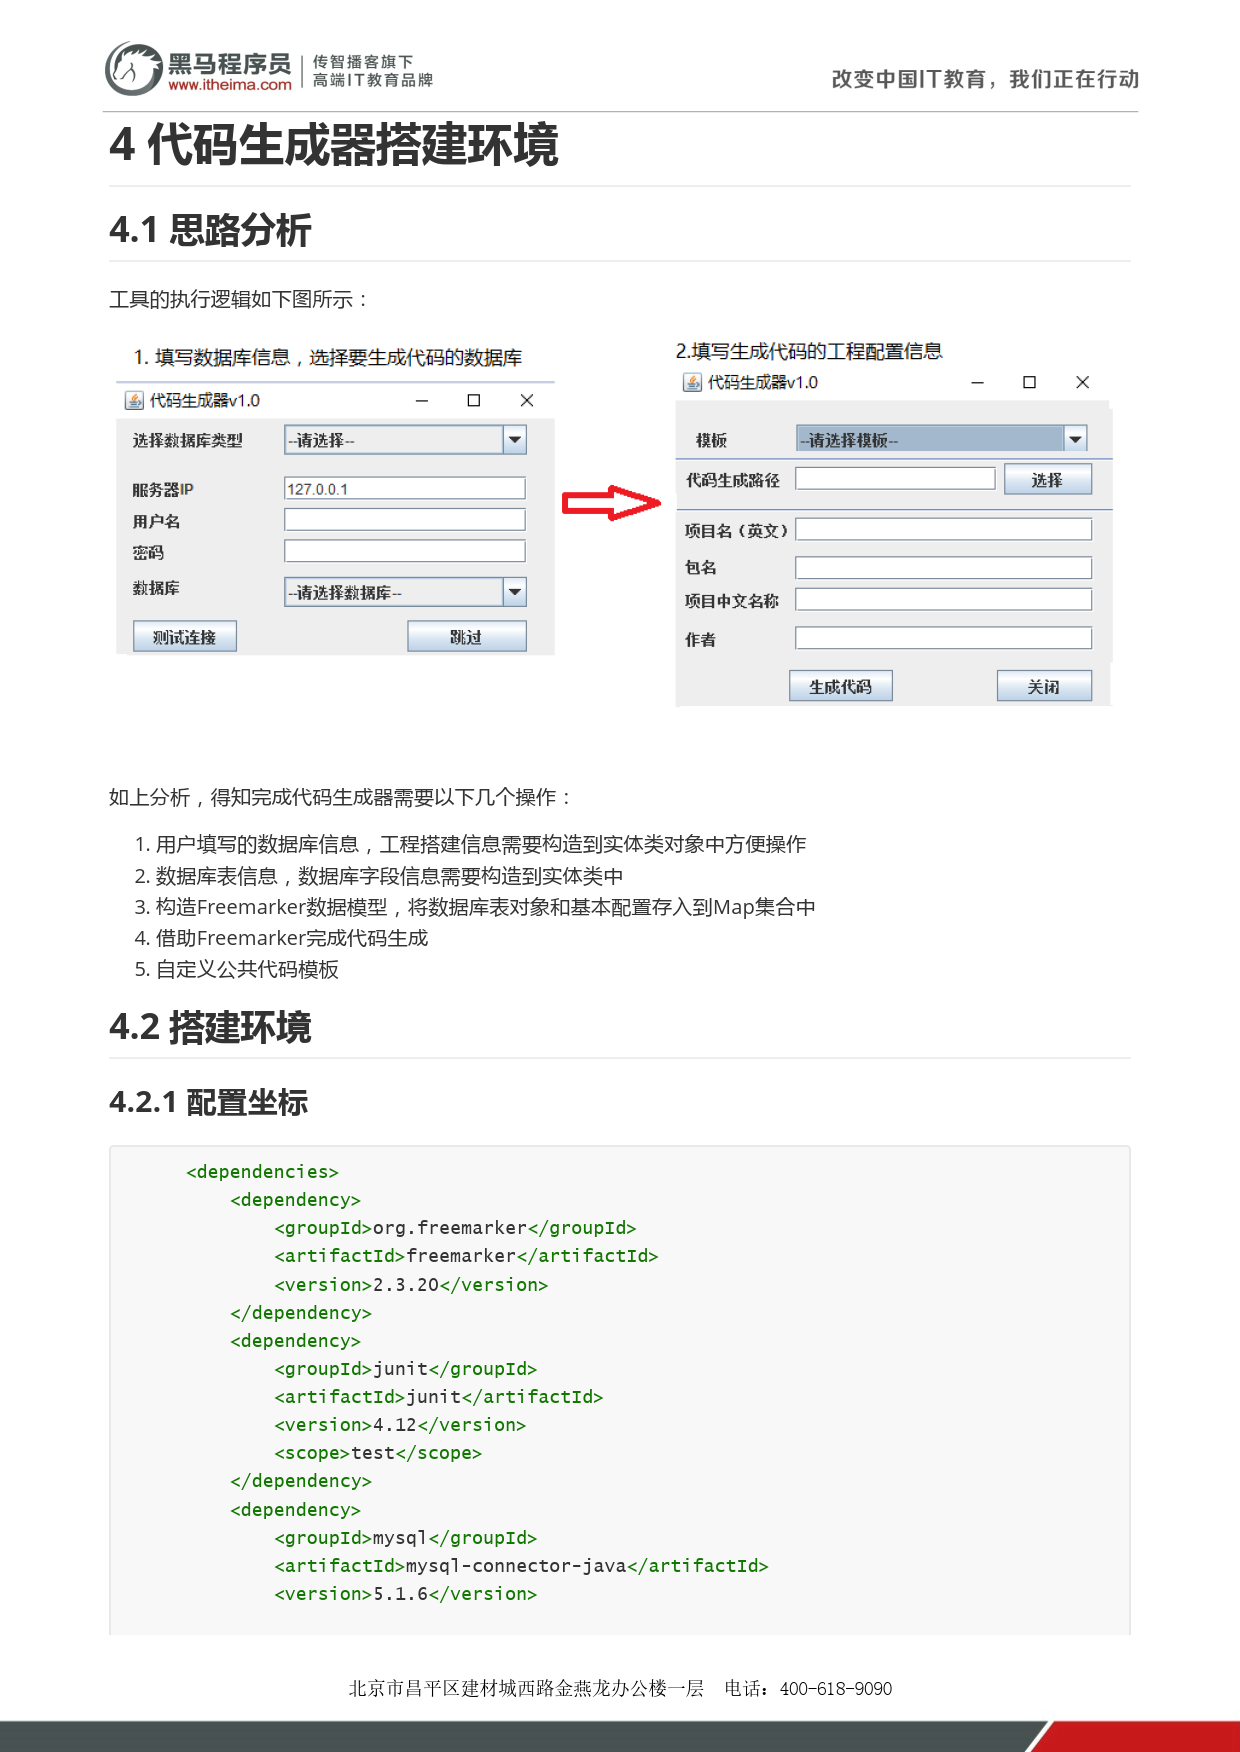 黑马程序员
www.itheima.com
传智播客旗下
高端IT教育品牌
改变中国IT教育，我们正在行动
4 代码生成器搭建环境
4.1 思路分析
工具的执行逻辑如下图所示：
1. 填写数据库信息，选择要生成代码的数据库
代码生成器v1.0
选择数据库类型
--请选择--
服务器IP
127.0.0.1
用户名
密码
数据库
--请选择数据库--
测试连接
跳过
2.填写生成代码的工程配置信息
代码生成器v1.0
模板
--请选择模板--
代码生成路径
选择
项目名（英文）
包名
项目中文名称
作者
生成代码
关闭
如上分析，得知完成代码生成器需要以下几个操作：
1. 用户填写的数据库信息，工程搭建信息需要构造到实体类对象中方便操作
2. 数据库表信息，数据库字段信息需要构造到实体类中
3. 构造Freemarker数据模型，将数据库表对象和基本配置存入到Map集合中
4. 借助Freemarker完成代码生成
5. 自定义公共代码模板
4.2 搭建环境
4.2.1 配置坐标
<dependencies>
<dependency>
<groupId>org.freemarker</groupId>
<artifactId>freemarker</artifactId>
<version>2.3.20</version>
</dependency>
<dependency>
<groupId>junit</groupId>
<artifactId>junit</artifactId>
<version>4.12</version>
<scope>test</scope>
</dependency>
<dependency>
<groupId>mysql</groupId>
<artifactId>mysql-connector-java</artifactId>
<version>5.1.6</version>
北京市昌平区建材城西路金燕龙办公楼一层 电话：400-618-9090